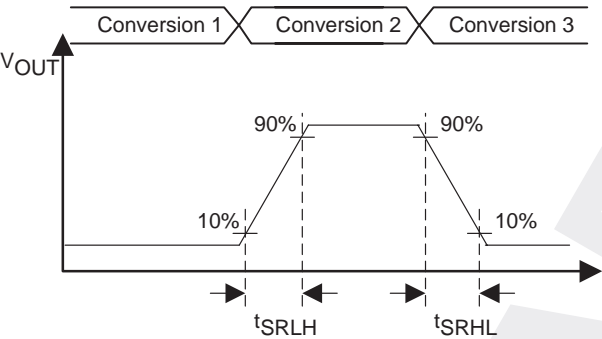 Conversion 1 Conversion 2 Conversion 3
VOUT
90% 90%
10% 10%
tSRLH tSRHL